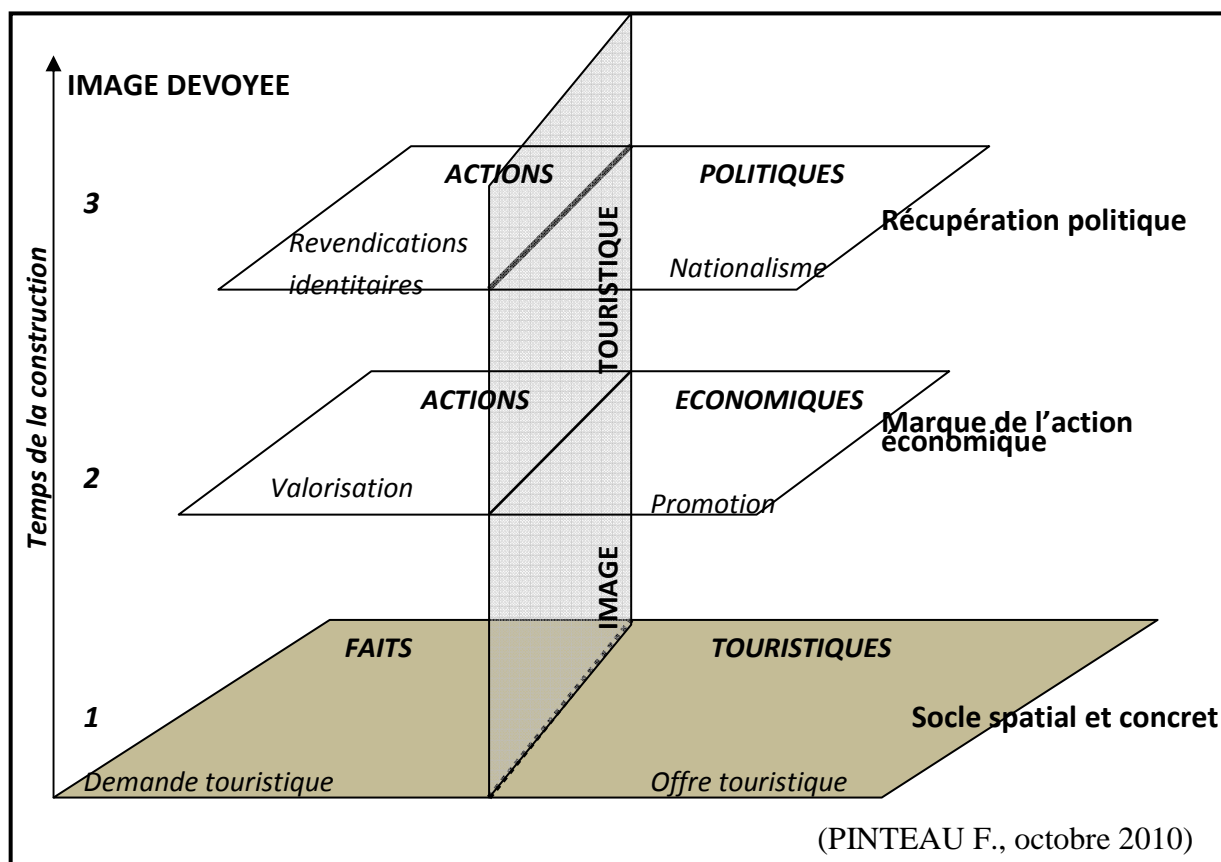 IMAGE DEVOYEE
Temps de la construction
3
ACTIONS
POLITIQUES
Revendications
identitaires
Nationalisme
Récupération politique
TOURISTIQUE
2
ACTIONS
ECONOMIQUES
Valorisation
Promotion
Marque de l’action
économique
IMAGE
1
FAITS
TOURISTIQUES
Demande touristique
Offre touristique
Socle spatial et concret
(PINTEAU F., octobre 2010)